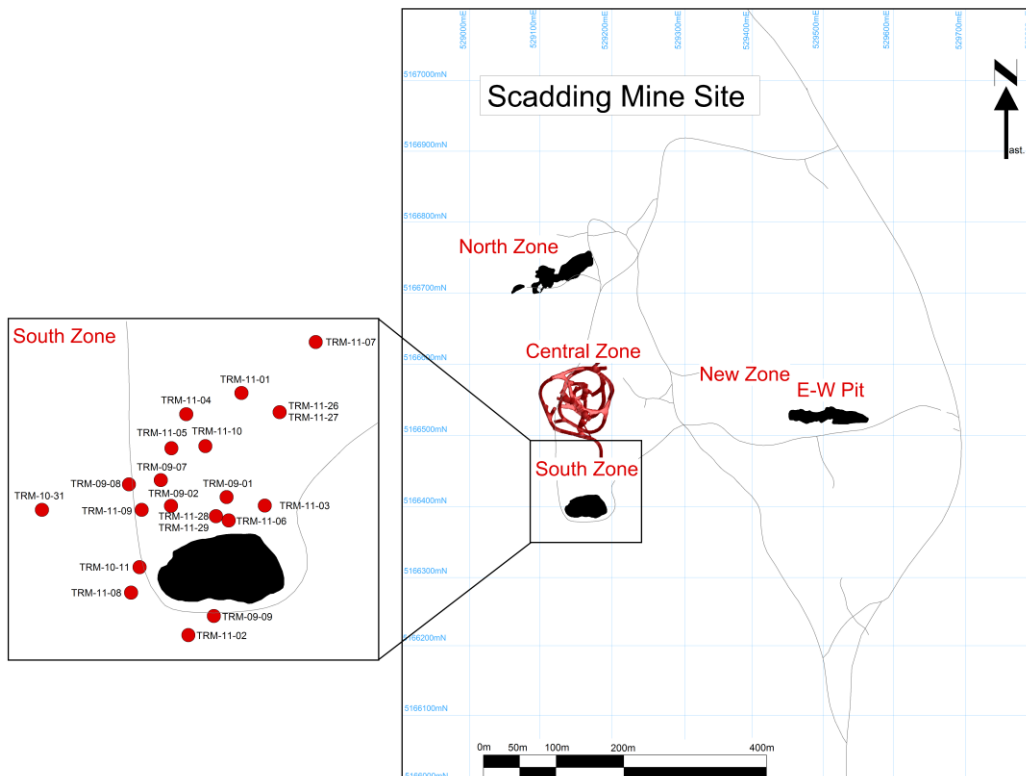 529000mE
529100mE
529200mE
529300mE
529400mE
529500mE
529600mE
529700mE
5167000mN
Scadding Mine Site
N
ast.
5166900mN
5166800mN
North Zone
5166700mN
South Zone
TRM-11-07
5166600mN
Central Zone
New Zone
E-W Pit
TRM-11-01
TRM-11-04
TRM-11-26
TRM-11-27
TRM-11-05
TRM-11-10
5166500mN
South Zone
TRM-09-07
TRM-09-08
TRM-09-01
TRM-10-31
TRM-09-02
5166400mN
TRM-11-09
TRM-11-28
TRM-11-03
TRM-11-29
TRM-11-06
TRM-10-11
5166300mN
TRM-11-08
TRM-09-09
TRM-11-02
5166200mN
5166100mN
0m
50m
100m
200m
400m
5166000mN